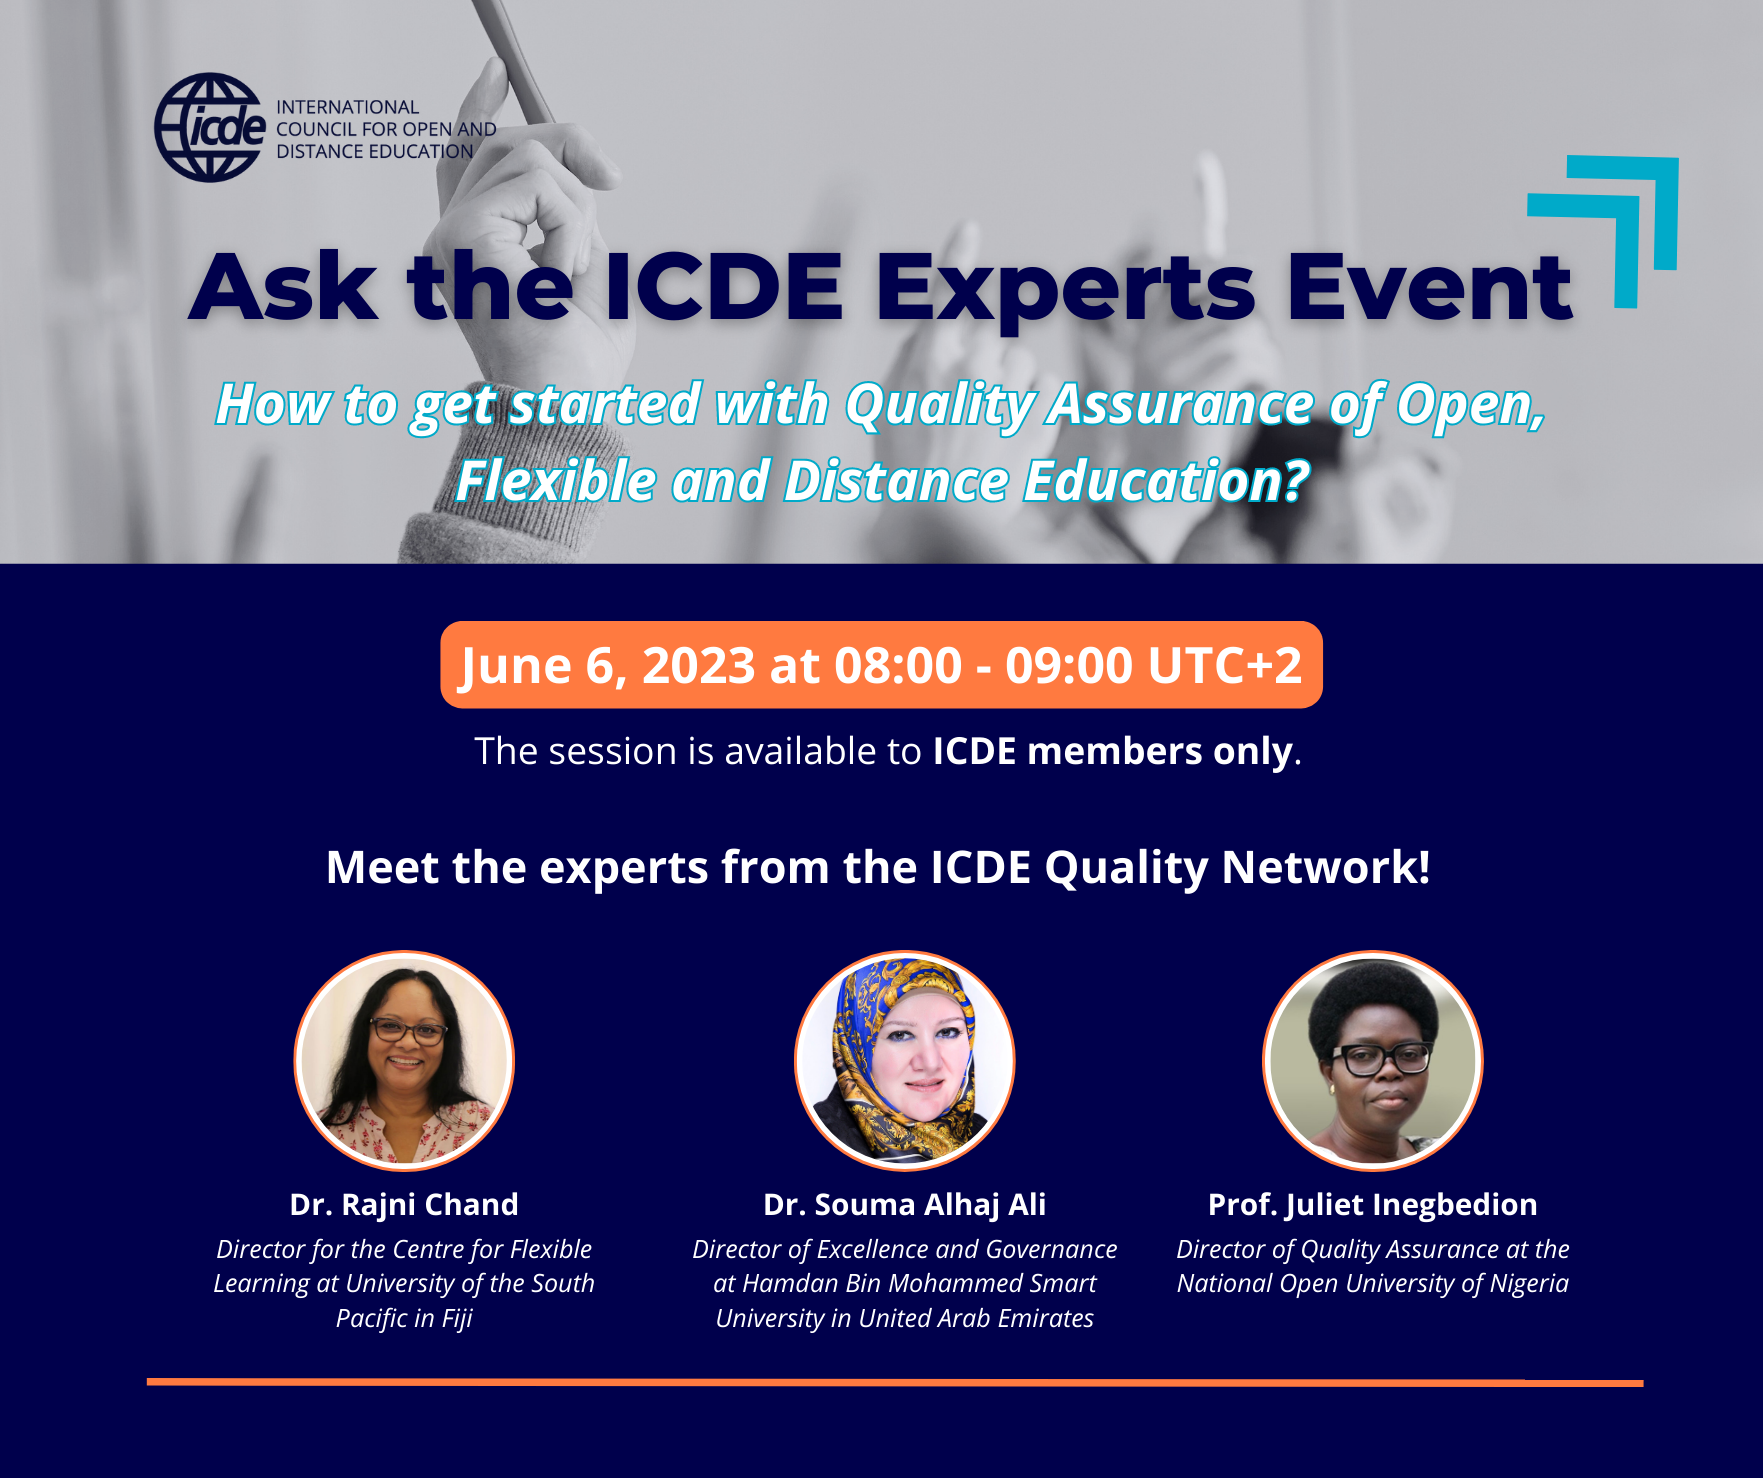 icde
INTERNATIONAL
COUNCIL FOR OPEN AND
DISTANCE EDUCATION
Ask the ICDE Experts Event
How to get started with Quality Assurance of Open,
Flexible and Distance Education?
June 6, 2023 at 08:00 - 09:00 UTC+2
The session is available to ICDE members only.
Meet the experts from the ICDE Quality Network!
Dr. Rajni Chand
Director for the Centre for Flexible
Learning at University of the South
Pacific in Fiji
Dr. Souma Alhaj Ali
Director of Excellence and Governance
at Hamdan Bin Mohammed Smart
University in United Arab Emirates
Prof. Juliet Inegbedion
Director of Quality Assurance at the
National Open University of Nigeria